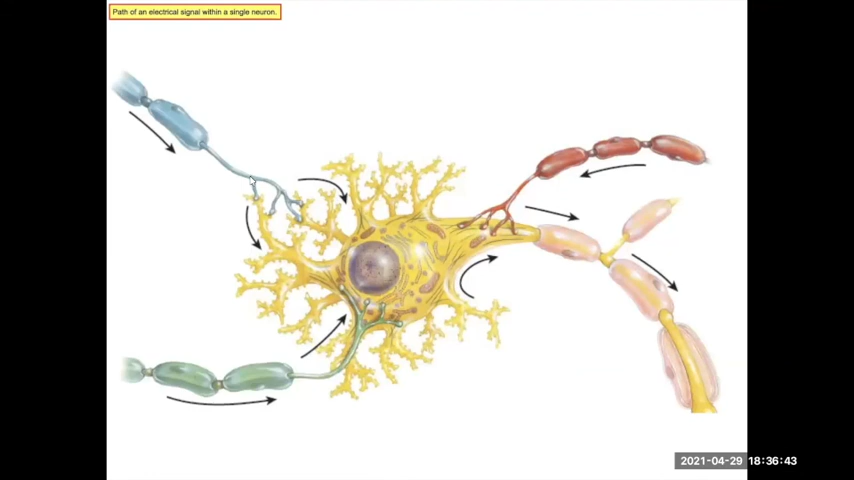 Path of an electrical signal within a single neuron.
2021-04-29 18:36:43